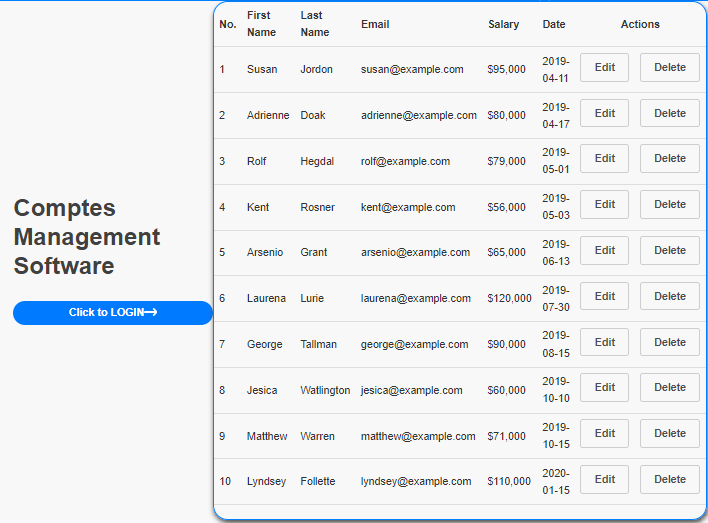 Comptes
Management
Software
Click to LOGIN→
No. First Name Last Name Email Salary Date Actions
1 Susan Jordon susan@example.com $95,000 2019-04-11 Edit Delete
2 Adrienne Doak adrienne@example.com $80,000 2019-04-17 Edit Delete
3 Rolf Hegdal rolf@example.com $79,000 2019-05-01 Edit Delete
4 Kent Rosner kent@example.com $56,000 2019-05-03 Edit Delete
5 Arsenio Grant arsenio@example.com $65,000 2019-06-13 Edit Delete
6 Laurena Lurie laurena@example.com $120,000 2019-07-30 Edit Delete
7 George Tallman george@example.com $90,000 2019-08-15 Edit Delete
8 Jesica Watlington jesica@example.com $60,000 2019-10-10 Edit Delete
9 Matthew Warren matthew@example.com $71,000 2019-10-15 Edit Delete
10 Lyndsey Follette lyndsey@example.com $110,000 2020-01-15 Edit Delete